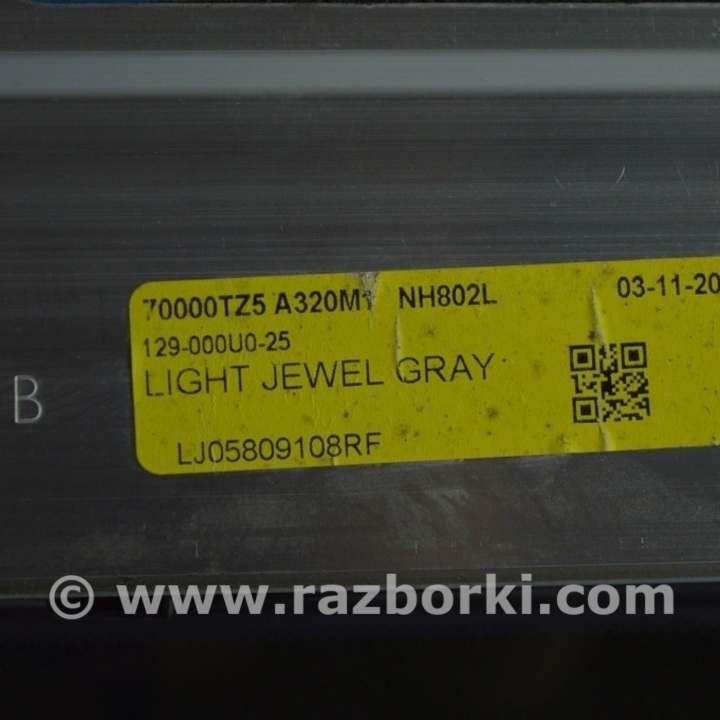 70000TZ5 A320M1 NH802L 03-11-20
129-000U0-25
LIGHT JEWEL GRAY
B
LJ05809108RF
© www.razborki.com